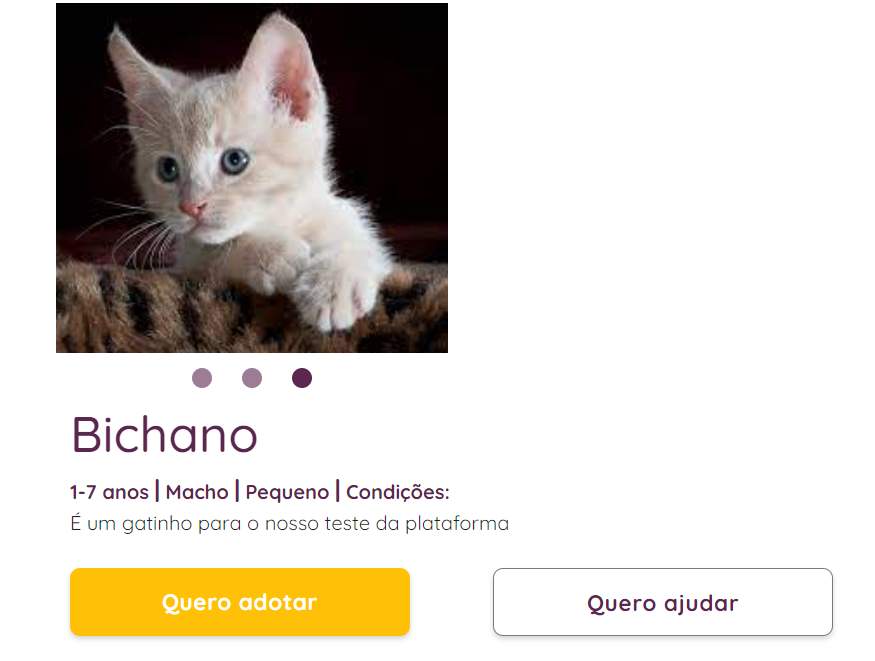 Bichano
1-7 anos | Macho | Pequeno | Condições:
É um gatinho para o nosso teste da plataforma
Quero adotar
Quero ajudar